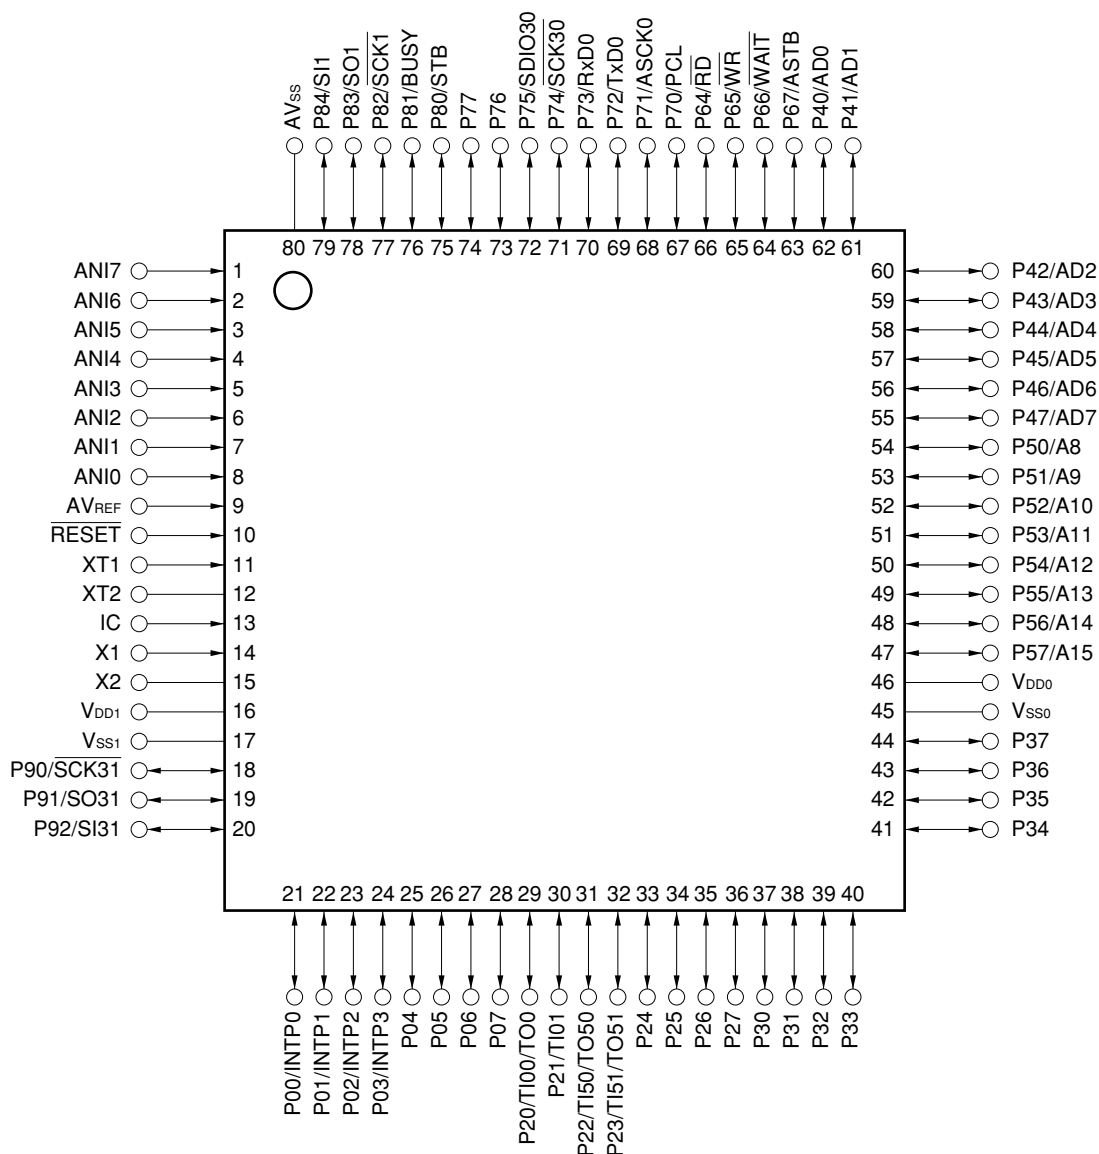 AVSS
P84/SI1
P83/SO1
P82/SCK1
P81/BUSY
P80/STB
P77
P76
P75/SDIO30
P74/SCK30
P73/RxD0
P72/TxD0
P71/ASCK0
P70/PCL
P64/RD
P65/WR
P66/WAIT
P67/ASTB
P40/AD0
P41/AD1
80 79 78 77 76 75 74 73 72 71 70 69 68 67 66 65 64 63 62 61
ANI7 1 60 P42/AD2
ANI6 2 59 P43/AD3
ANI5 3 58 P44/AD4
ANI4 4 57 P45/AD5
ANI3 5 56 P46/AD6
ANI2 6 55 P47/AD7
ANI1 7 54 P50/A8
ANI0 8 53 P51/A9
AVREF 9 52 P52/A10
RESET 10 51 P53/A11
XT1 11 50 P54/A12
XT2 12 49 P55/A13
IC 13 48 P56/A14
X1 14 47 P57/A15
X2 15 46 VDD0
VDD1 16 45 VSS0
VSS1 17 44 P37
P90/SCK31 18 43 P36
P91/SO31 19 42 P35
P92/SI31 20 41 P34
21 22 23 24 25 26 27 28 29 30 31 32 33 34 35 36 37 38 39 40
P00/INTP0
P01/INTP1
P02/INTP2
P03/INTP3
P04
P05
P06
P07
P20/TI00/TO0
P21/TI01
P22/TI50/TO50
P23/TI51/TO51
P24
P25
P26
P27
P30
P31
P32
P33